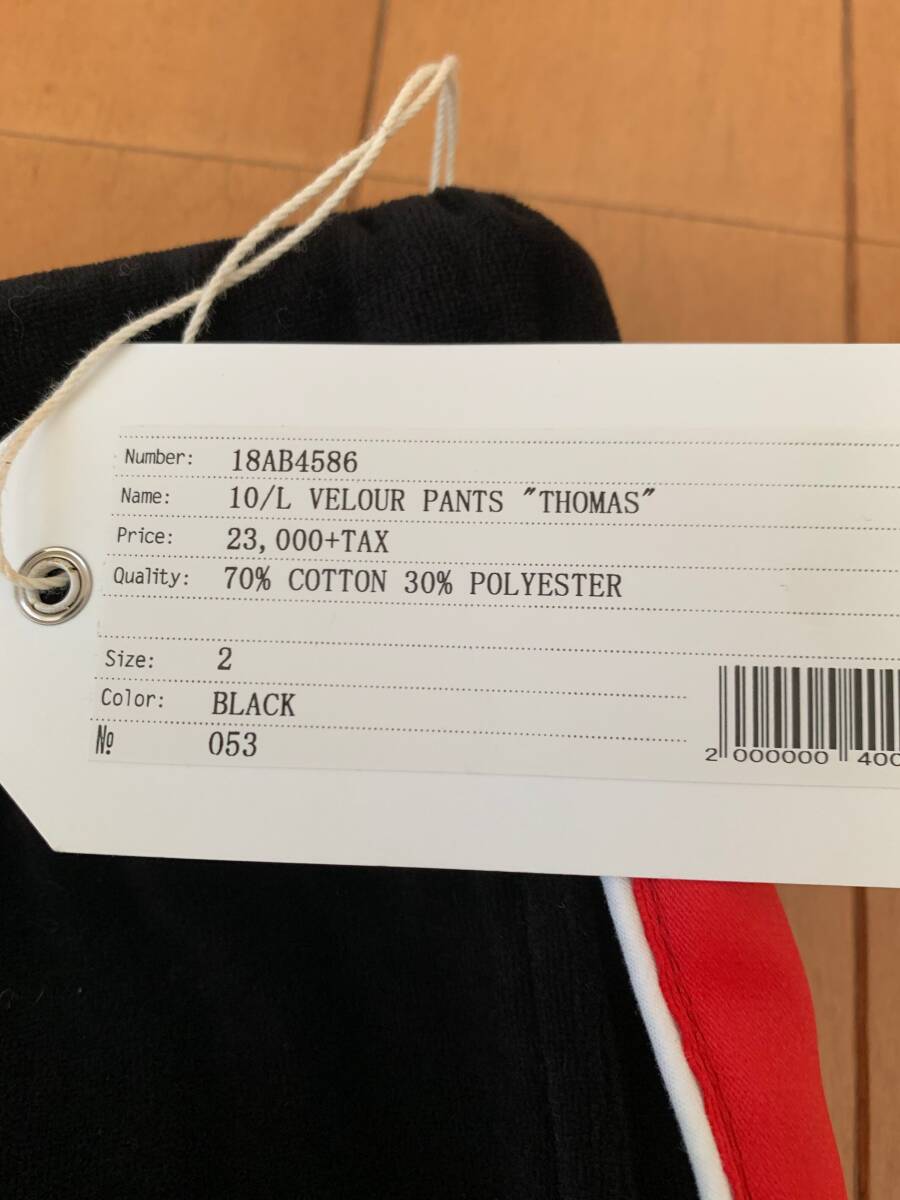 Number: 18AB4586
Name: 10/L VELOUR PANTS "THOMAS"
Price: 23,000+TAX
Quality: 70% COTTON 30% POLYESTER
Size: 2
Color: BLACK
№ 053
2 000000 400